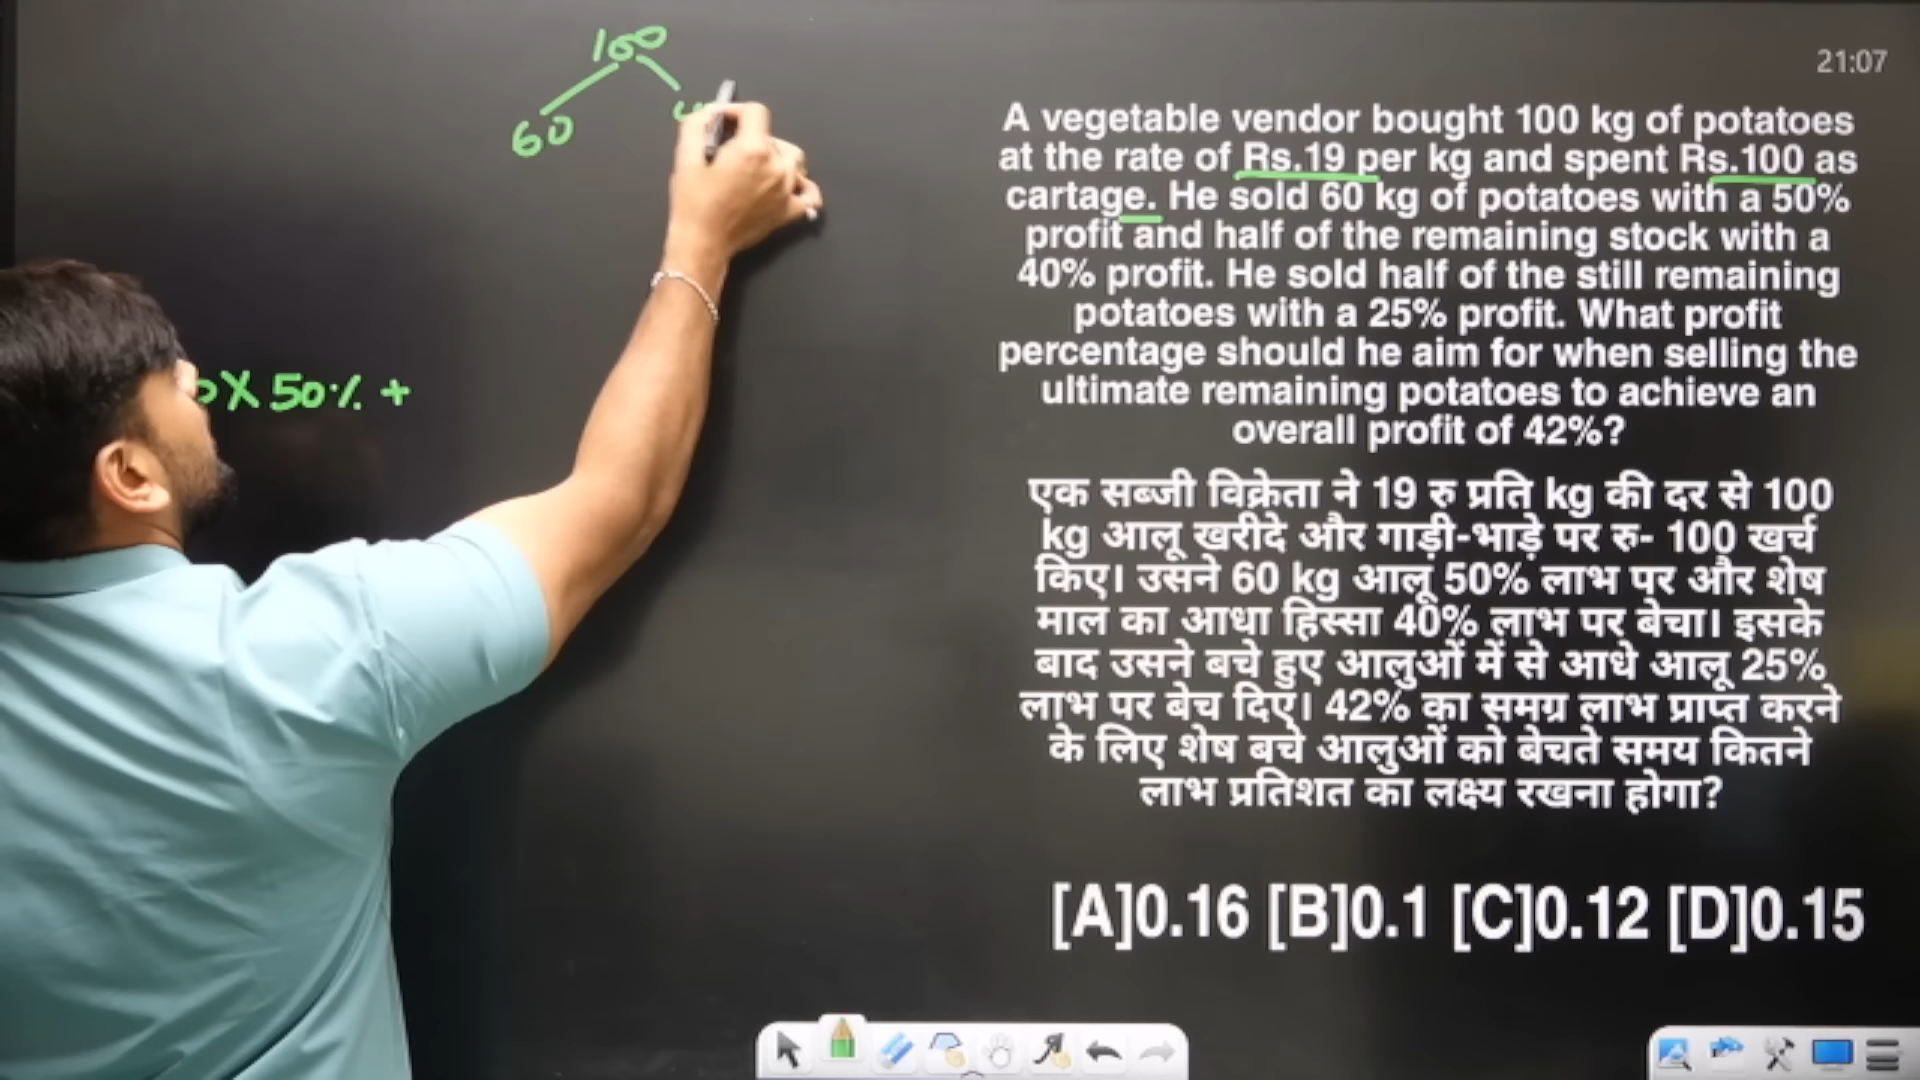 100
60
X 50% +
21:07
A vegetable vendor bought 100 kg of potatoes
at the rate of Rs.19 per kg and spent Rs.100 as
cartage. He sold 60 kg of potatoes with a 50%
profit and half of the remaining stock with a
40% profit. He sold half of the still remaining
potatoes with a 25% profit. What profit
percentage should he aim for when selling the
ultimate remaining potatoes to achieve an
overall profit of 42%?
एक सब्जी विक्रेता ने 19 रु प्रति kg की दर से 100
kg आलू खरीदे और गाड़ी-भाड़े पर रु- 100 खर्च
किए। उसने 60 kg आलू 50% लाभ पर और शेष
माल का आधा हिस्सा 40% लाभ पर बेचा। इसके
बाद उसने बचे हुए आलुओं में से आधे आलू 25%
लाभ पर बेच दिए। 42% का समग्र लाभ प्राप्त करने
के लिए शेष बचे आलुओं को बेचते समय कितने
लाभ प्रतिशत का लक्ष्य रखना होगा?
[A]0.16 [B]0.1 [C]0.12 [D]0.15